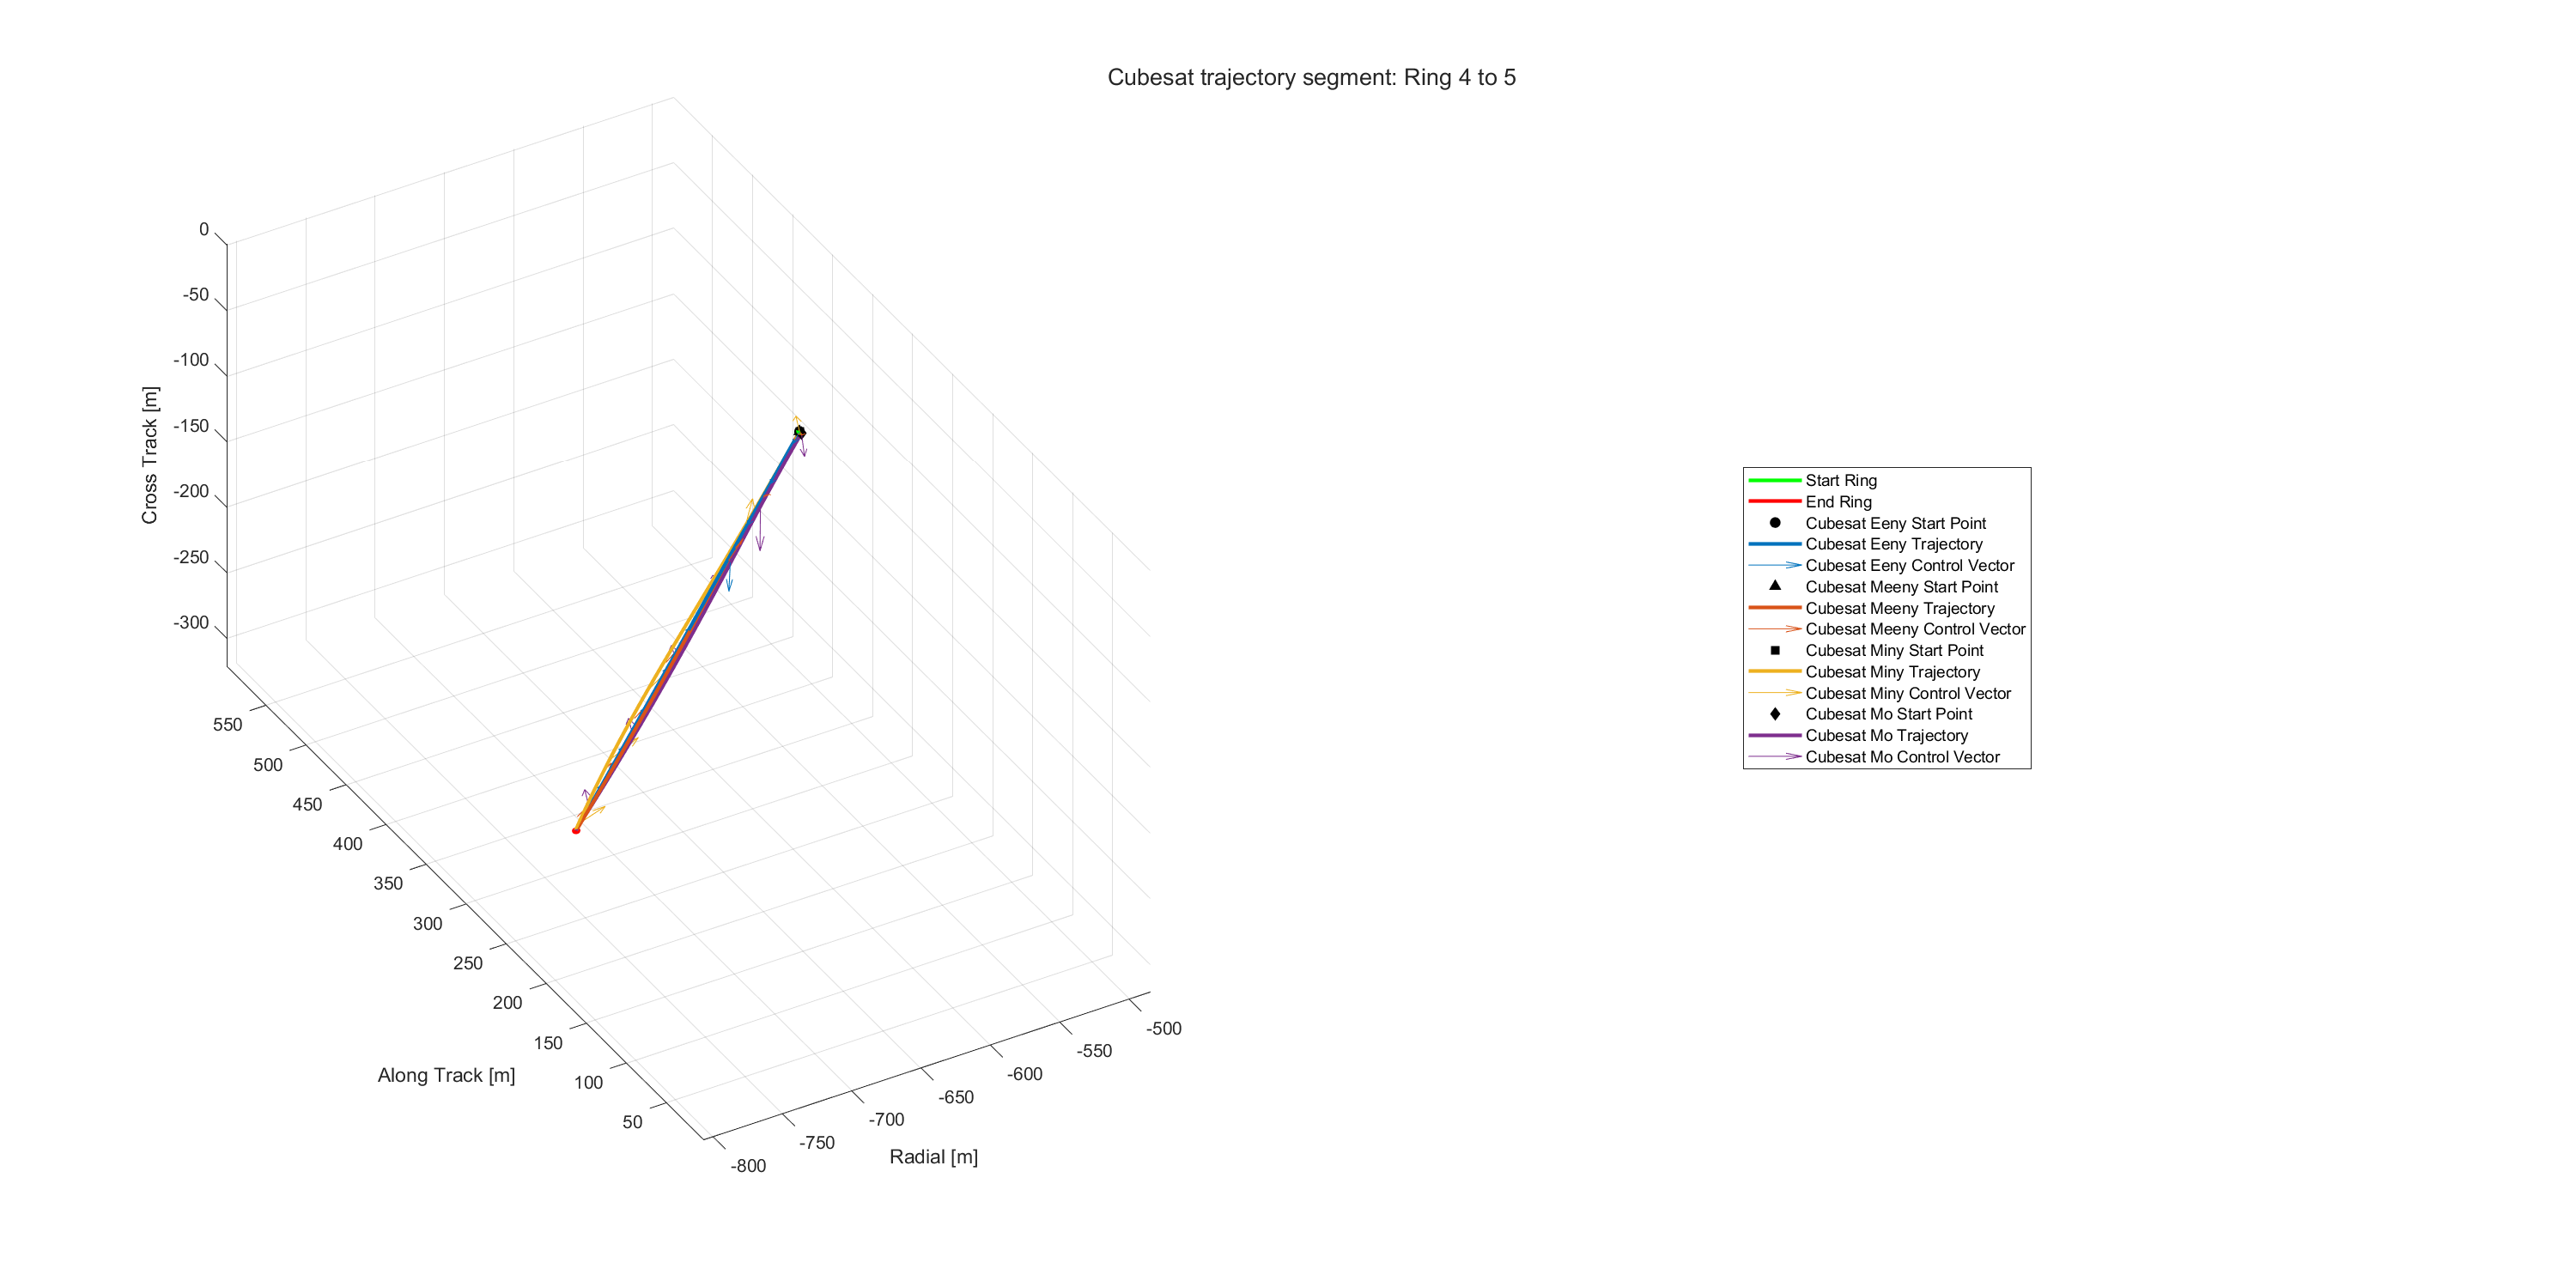 Cubesat trajectory segment: Ring 4 to 5
0
-50
-100
-150
-200
-250
-300
Cross Track [m]
550
500
450
400
350
300
250
200
150
100
50
Along Track [m]
-800
-750
-700
-650
-600
-550
-500
Radial [m]
Start Ring
End Ring
Cubesat Eeny Start Point
Cubesat Eeny Trajectory
Cubesat Eeny Control Vector
Cubesat Meeny Start Point
Cubesat Meeny Trajectory
Cubesat Meeny Control Vector
Cubesat Miny Start Point
Cubesat Miny Trajectory
Cubesat Miny Control Vector
Cubesat Mo Start Point
Cubesat Mo Trajectory
Cubesat Mo Control Vector